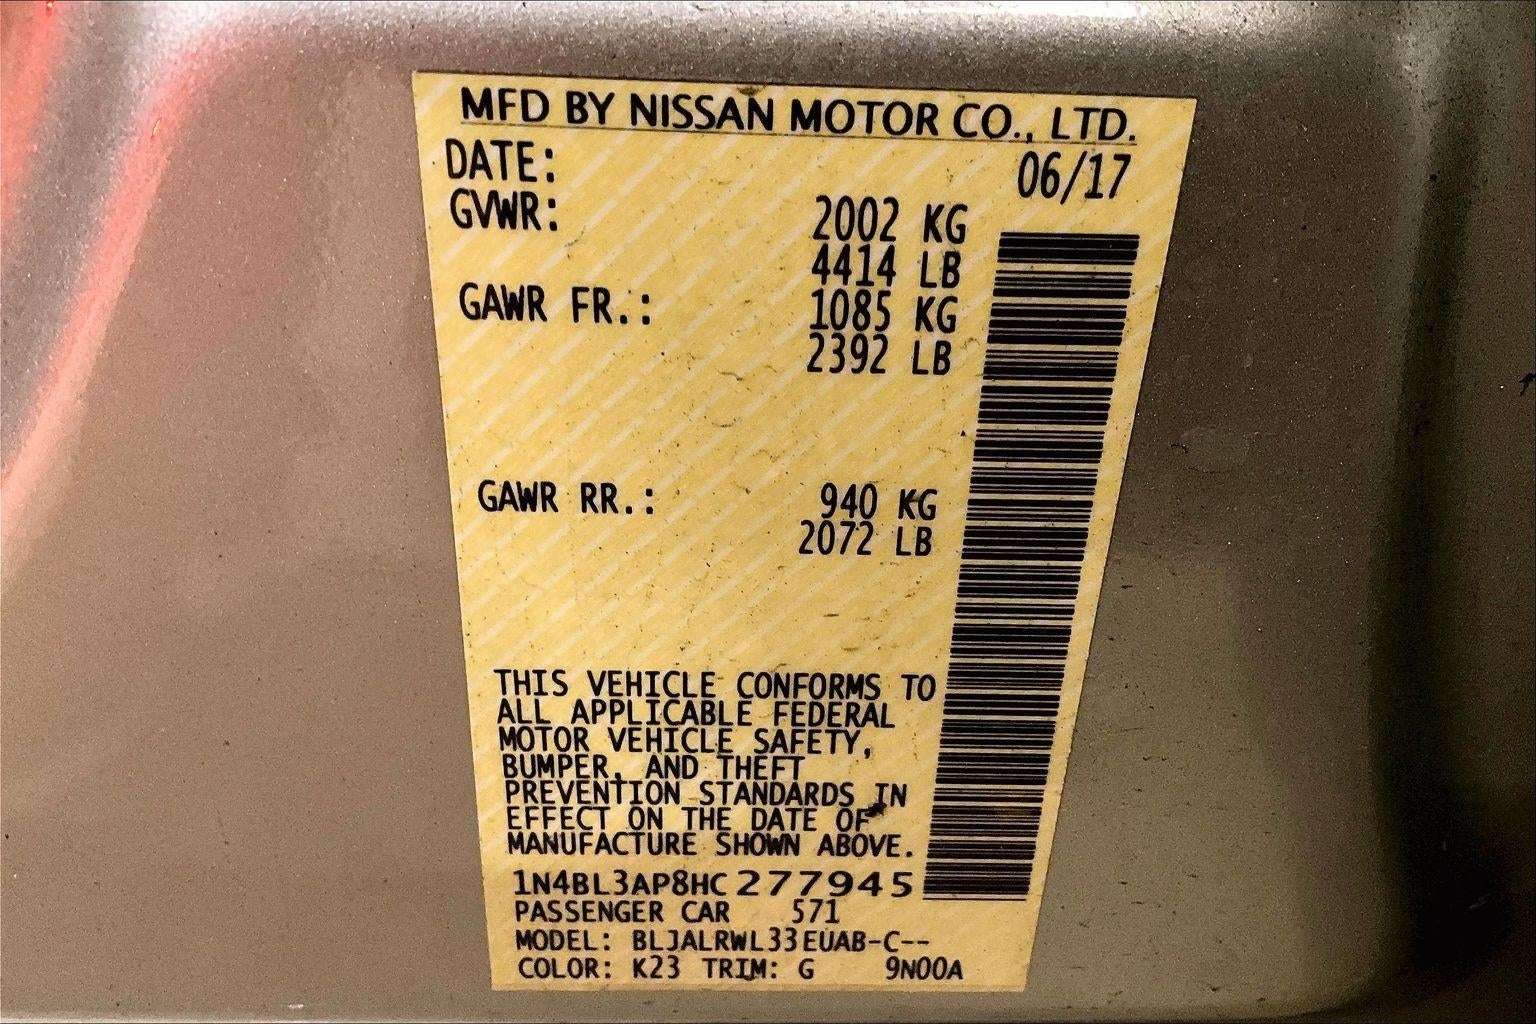 MFD BY NISSAN MOTOR CO., LTD.
DATE: 06/17
GVWR: 2002 KG
4414 LB
GAWR FR.: 1085 KG
2392 LB
GAWR RR.: 940 KG
2072 LB
THIS VEHICLE CONFORMS TO
ALL APPLICABLE FEDERAL
MOTOR VEHICLE SAFETY,
BUMPER, AND THEFT
PREVENTION STANDARDS IN
EFFECT ON THE DATE OF
MANUFACTURE SHOWN ABOVE.
1N4BL3AP8HC277945
PASSENGER CAR 571
MODEL: BLJALRWL33EUAB-C--
COLOR: K23 TRIM: G 9N00A